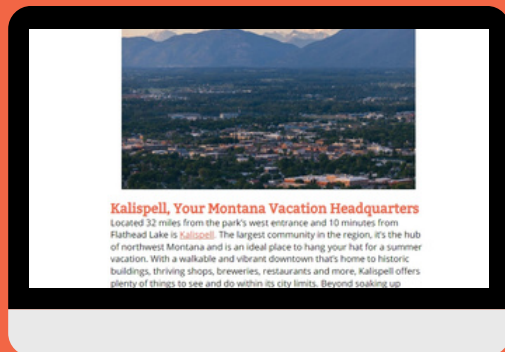 Kalispell, Your Montana Vacation Headquarters
Located 32 miles from the park's west entrance and 10 minutes from
Flathead Lake is Kalispell. The largest community in the region, it's the hub
of northwest Montana and is an ideal place to hang your hat for a summer
vacation. With a walkable and vibrant downtown that's home to historic
buildings, thriving shops, breweries, restaurants and more, Kalispell offers
plenty of things to see and do within its city limits. Beyond soaking up